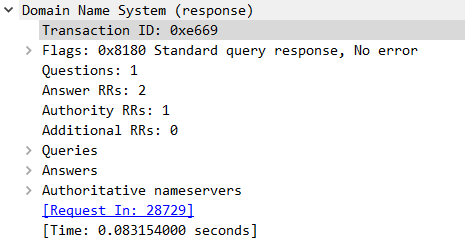 Domain Name System (response)
Transaction ID: 0xe669
Flags: 0x8180 Standard query response, No error
Questions: 1
Answer RRs: 2
Authority RRs: 1
Additional RRs: 0
Queries
Answers
Authoritative nameservers
[Request In: 28729]
[Time: 0.083154000 seconds]